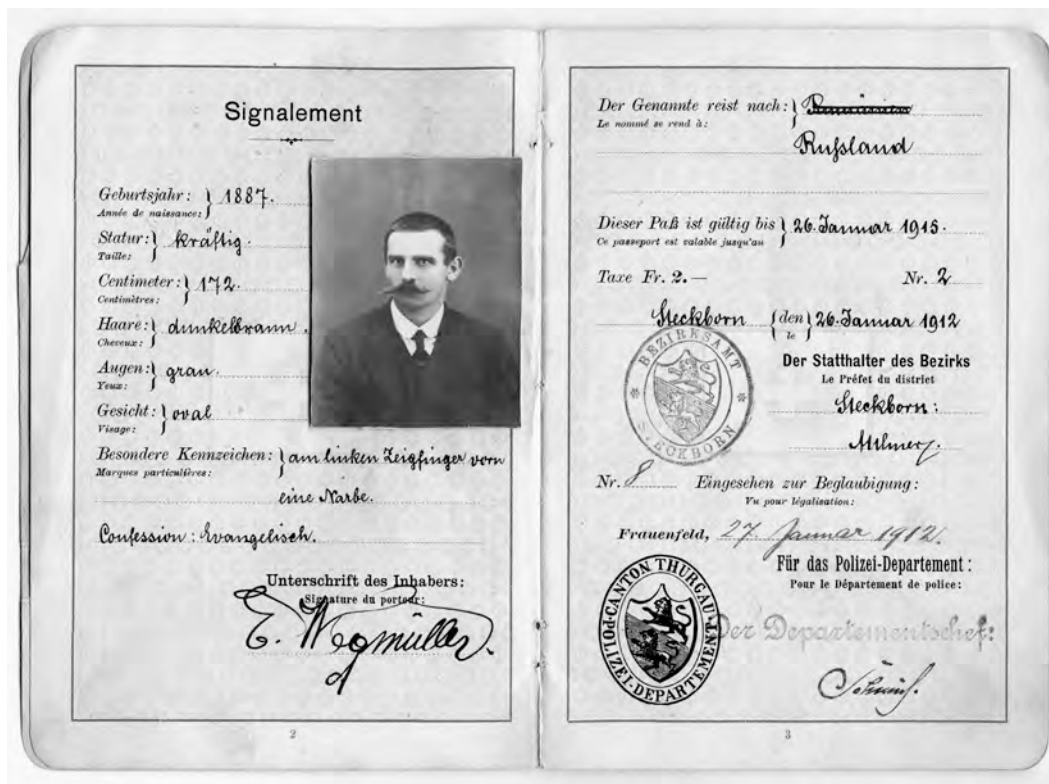 Signalement
Geburtsjahr: } 1887.
Année de naissance:
Statur: } kräftig.
Taille:
Centimeter: } 172.
Centimètres:
Haare: } dunkelbraun.
Cheveux:
Augen: } grau.
Yeux:
Gesicht: } oval
Visage:
Besondere Kennzeichen: } am linken Zeigfinger vorn
Marques particulières:
eine Narbe.
Confession: Evangelisch.
Unterschrift des Inhabers:
Signature du porteur:
E. Wegmüller.
2
Der Genannte reist nach: }
Le nommé se rend à:
Rußland
Dieser Paß ist gültig bis } 26. Januar 1915.
Ce passeport est valable jusqu'au
Taxe Fr. 2.— Nr. 2
Steckborn { den } 26. Januar 1912
le
BEZIRKSAMT
STECKBORN
Der Statthalter des Bezirks
Le Préfet du district
Steckborn:
Nr. 8 Eingesehen zur Beglaubigung:
Vu pour légalisation:
Frauenfeld, 27. Januar 1912.
Für das Polizei-Departement:
Pour le Département de police:
CANTON THURGAU
POLIZEI-DEPARTEMENT
Der Departementschef:
3